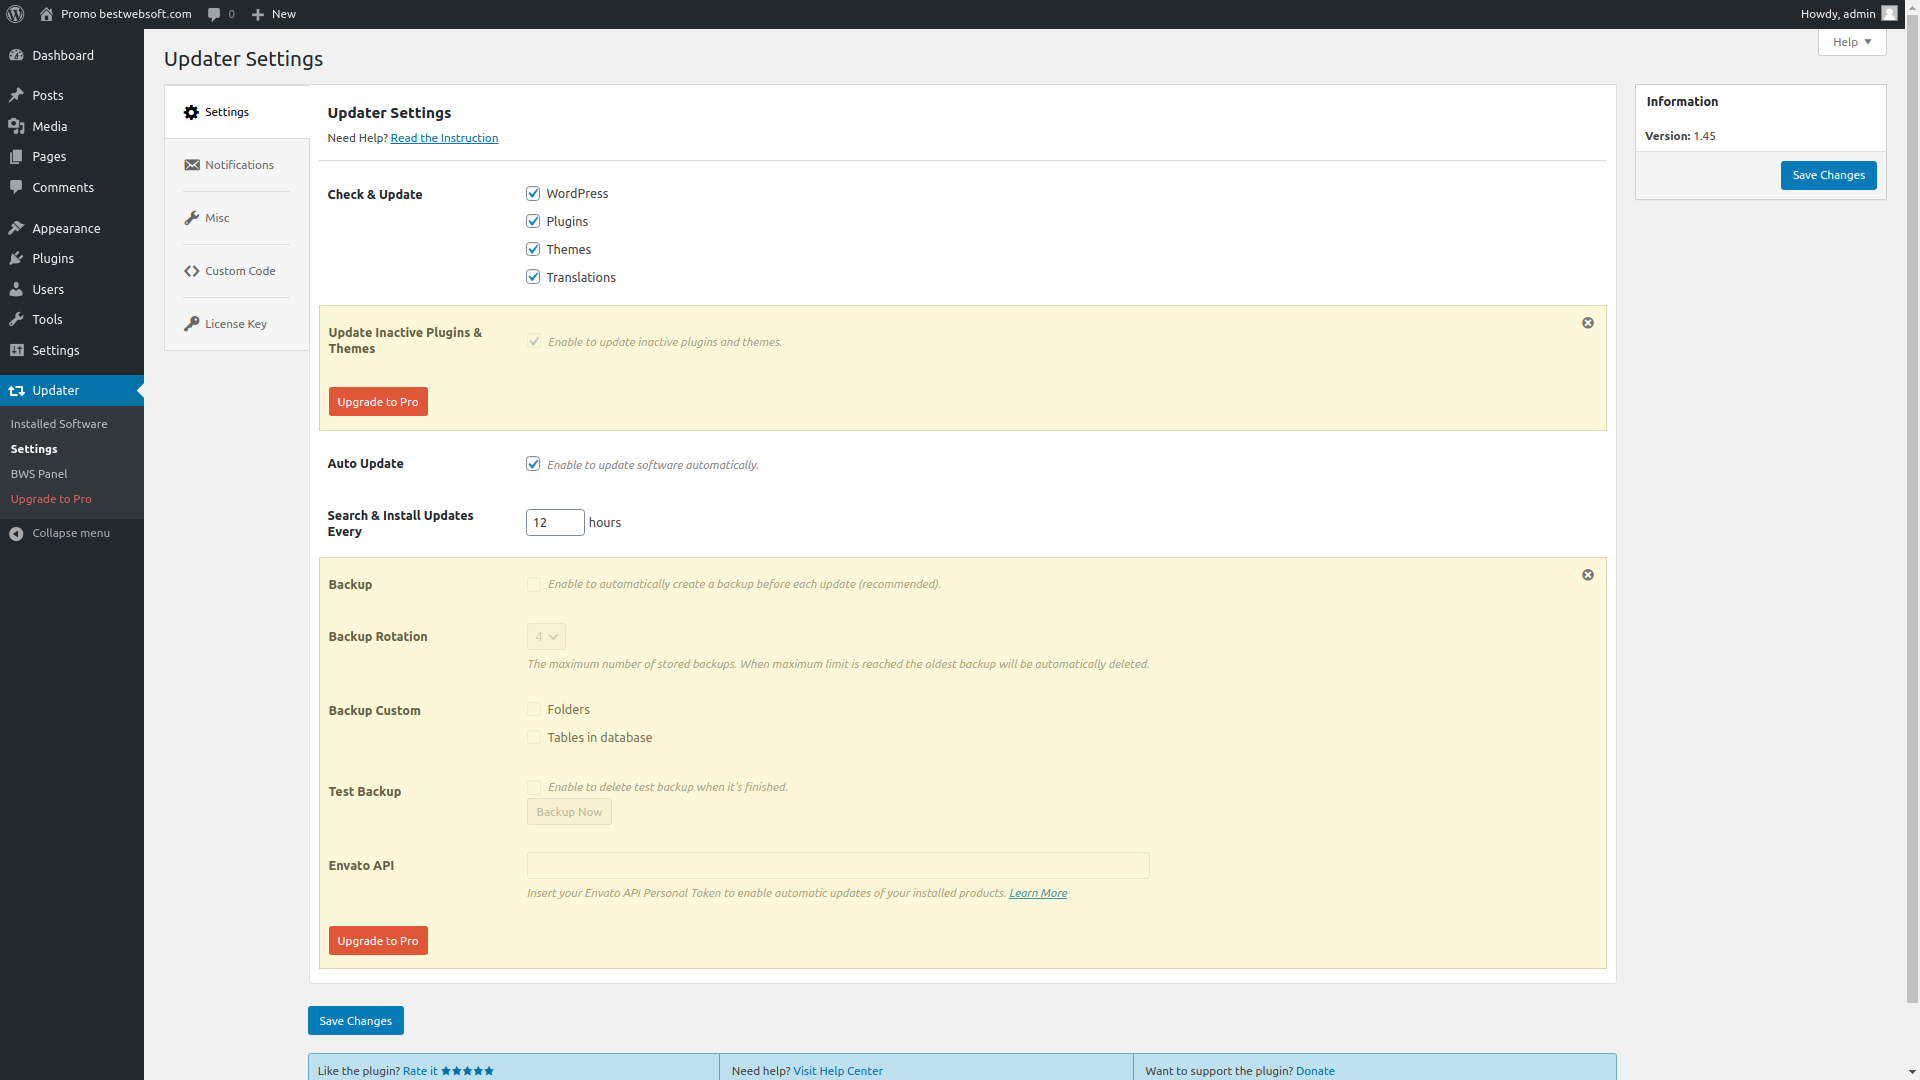 Promo bestwebsoft.com 0 New
Howdy, admin
Dashboard
Posts
Media
Pages
Comments
Appearance
Plugins
Users
Tools
Settings
Updater
Installed Software
Settings
BWS Panel
Upgrade to Pro
Collapse menu
Help
Updater Settings
Settings
Notifications
Misc
Custom Code
License Key
Updater Settings
Need Help? Read the Instruction
Check & Update
WordPress
Plugins
Themes
Translations
Update Inactive Plugins &
Themes
Enable to update inactive plugins and themes.
Upgrade to Pro
Auto Update
Enable to update software automatically.
Search & Install Updates
Every
12 hours
Backup
Enable to automatically create a backup before each update (recommended).
Backup Rotation
4
The maximum number of stored backups. When maximum limit is reached the oldest backup will be automatically deleted.
Backup Custom
Folders
Tables in database
Test Backup
Enable to delete test backup when it's finished.
Backup Now
Envato API
Insert your Envato API Personal Token to enable automatic updates of your installed products. Learn More
Upgrade to Pro
Save Changes
Like the plugin? Rate it ★★★★★
Need help? Visit Help Center
Want to support the plugin? Donate
Information
Version: 1.45
Save Changes